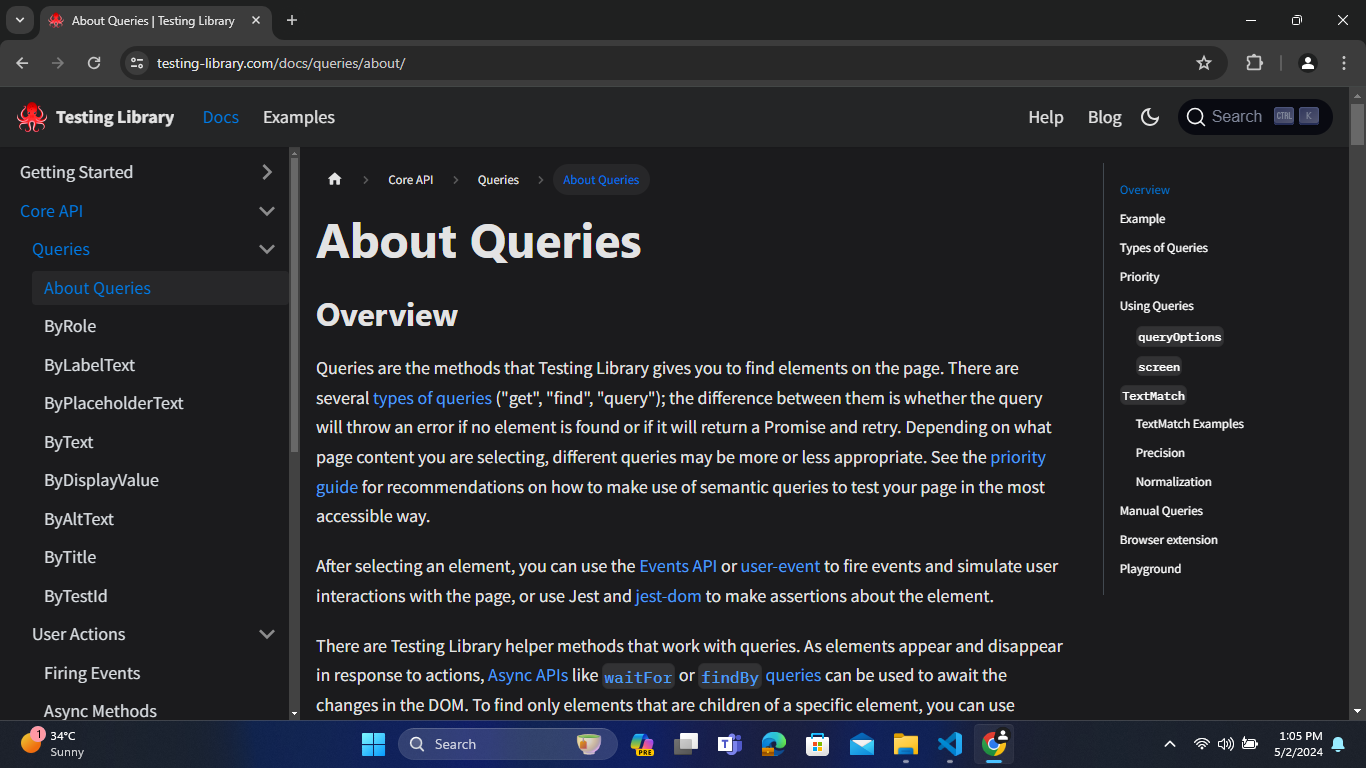 About Queries | Testing Library
testing-library.com/docs/queries/about/
Testing Library Docs Examples Help Blog Search CTRL K
Getting Started
Core API
Queries
About Queries
ByRole
ByLabelText
ByPlaceholderText
ByText
ByDisplayValue
ByAltText
ByTitle
ByTestId
User Actions
Firing Events
Async Methods
Core API Queries About Queries
About Queries
Overview
Queries are the methods that Testing Library gives you to find elements on the page. There are
several types of queries ("get", "find", "query"); the difference between them is whether the query
will throw an error if no element is found or if it will return a Promise and retry. Depending on what
page content you are selecting, different queries may be more or less appropriate. See the priority
guide for recommendations on how to make use of semantic queries to test your page in the most
accessible way.
After selecting an element, you can use the Events API or user-event to fire events and simulate user
interactions with the page, or use Jest and jest-dom to make assertions about the element.
There are Testing Library helper methods that work with queries. As elements appear and disappear
in response to actions, Async APIs like waitFor or findBy queries can be used to await the
changes in the DOM. To find only elements that are children of a specific element, you can use
Overview
Example
Types of Queries
Priority
Using Queries
queryOptions
screen
TextMatch
TextMatch Examples
Precision
Normalization
Manual Queries
Browser extension
Playground
1
34°C
Sunny
Search
PRE
1:05 PM
5/2/2024